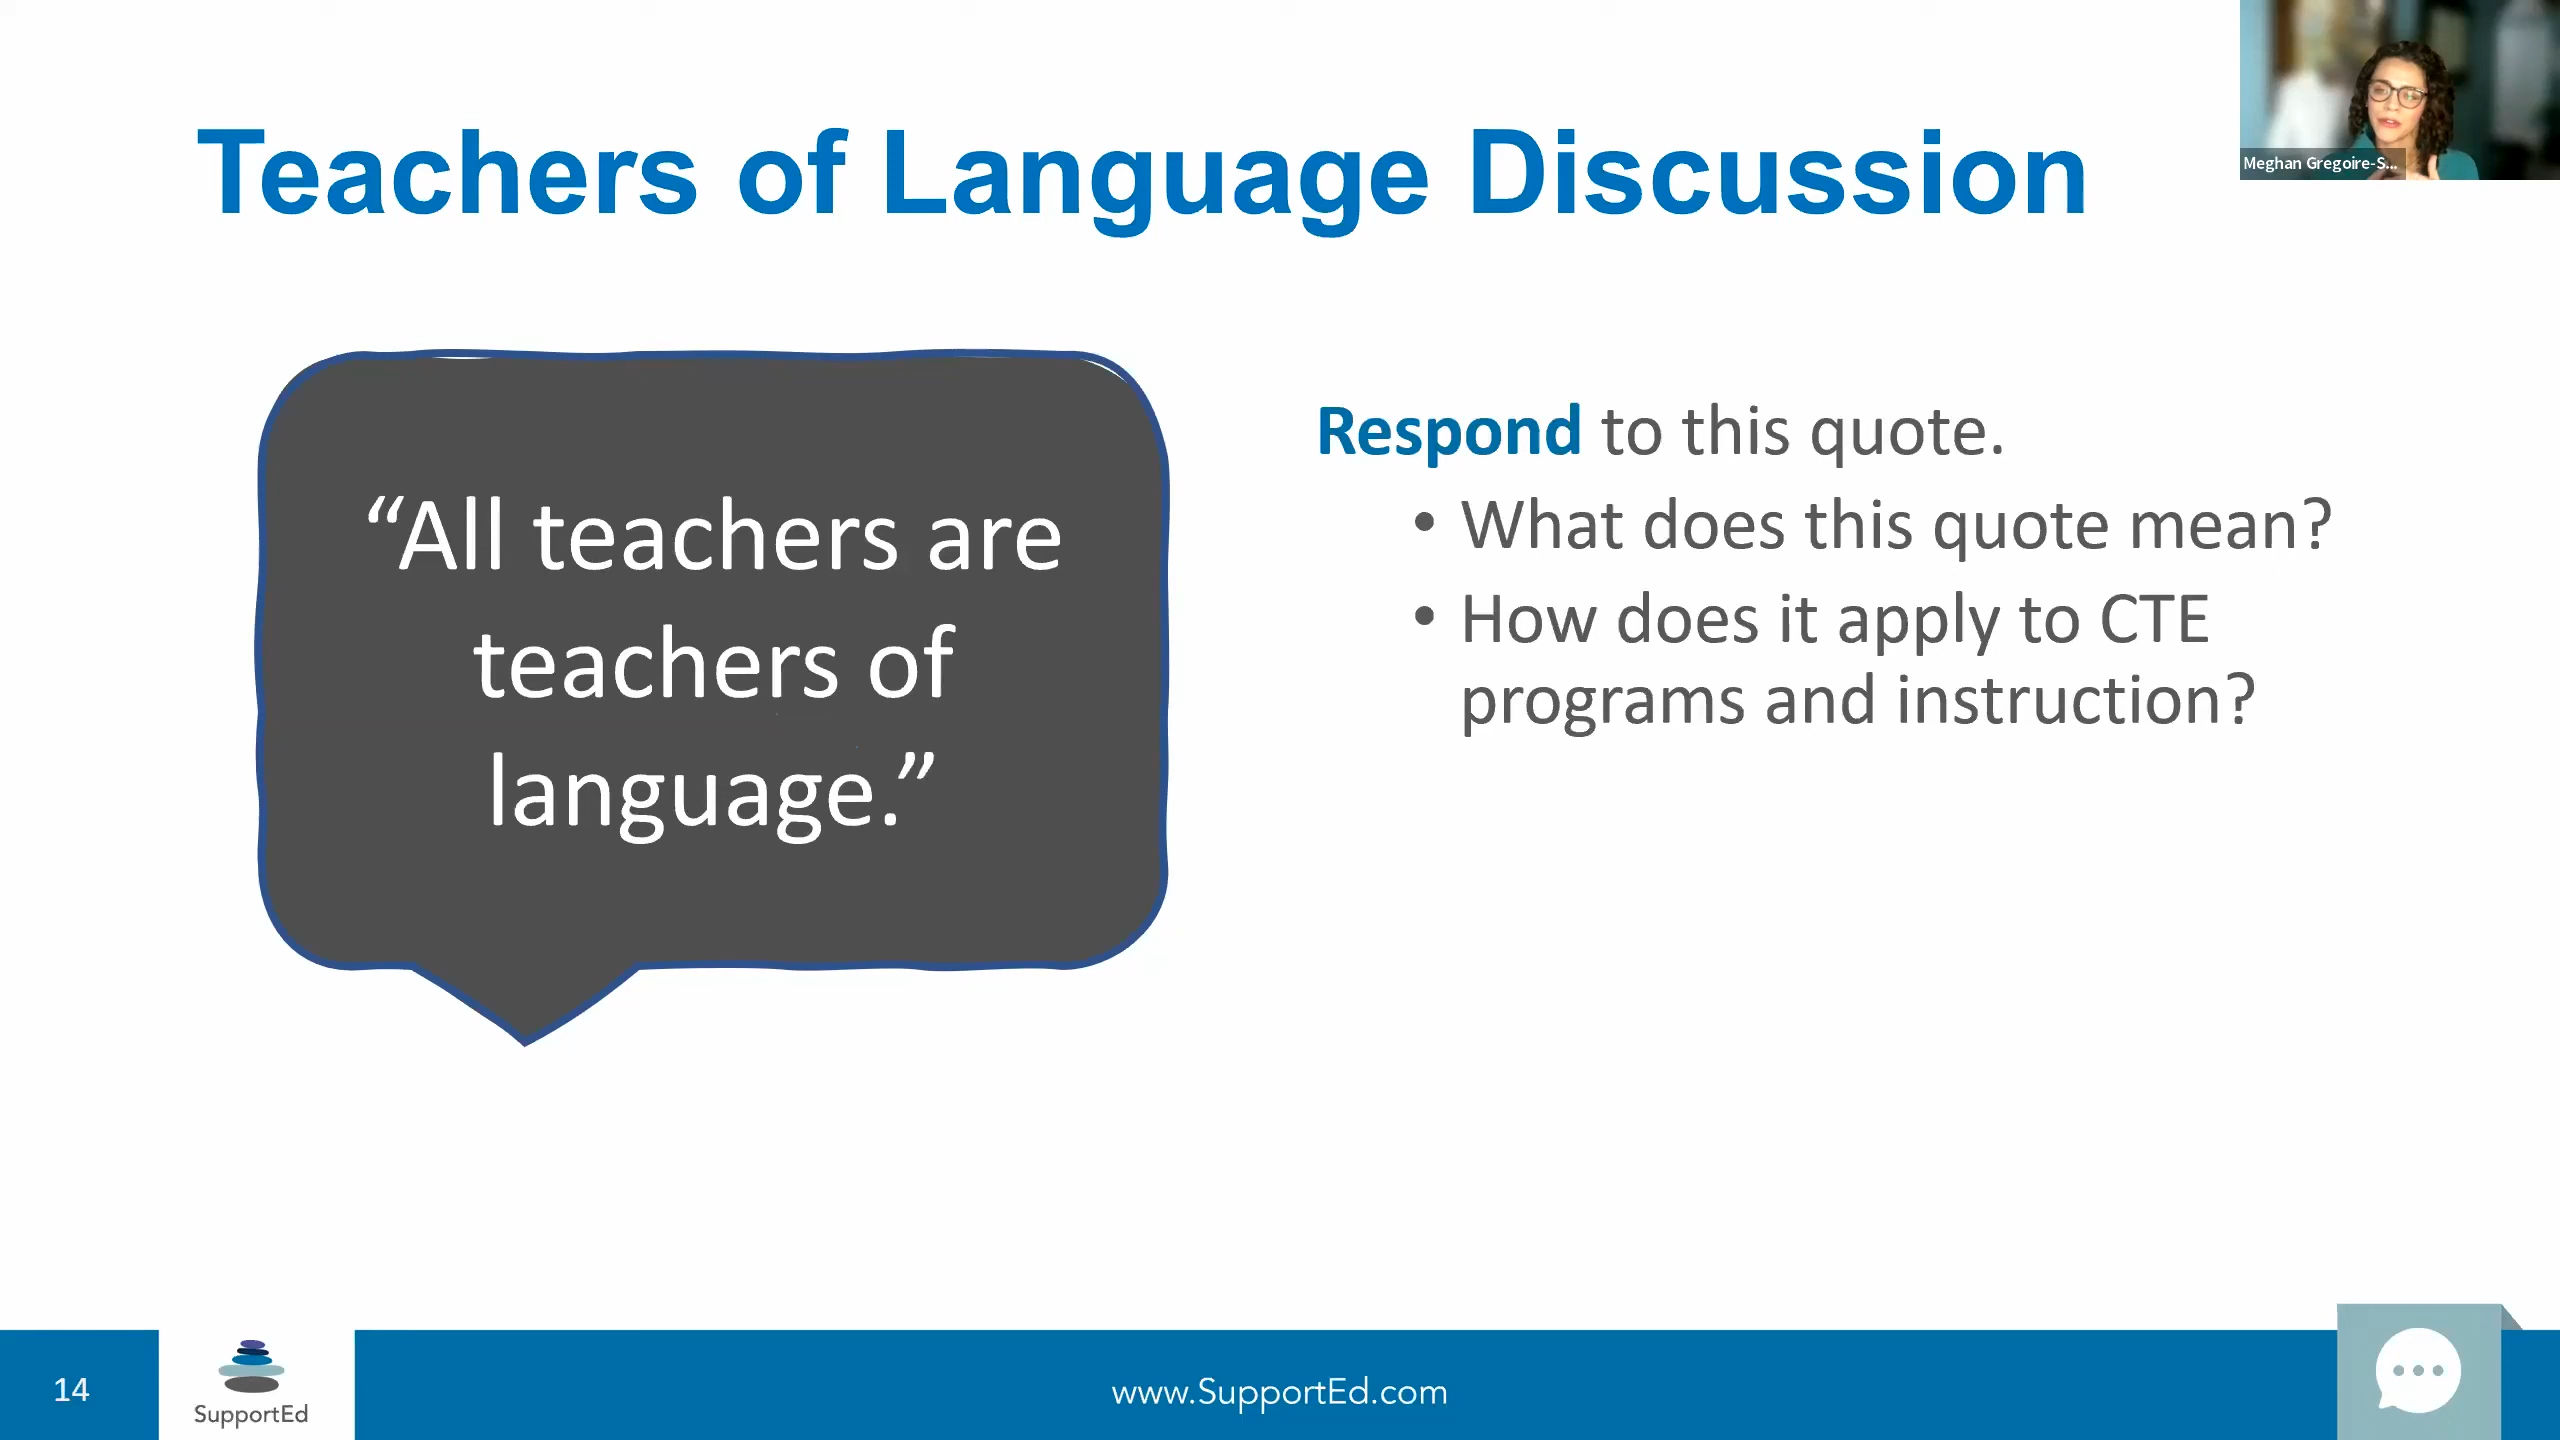 Teachers of Language Discussion
Meghan Gregoire-S...
“All teachers are
teachers of
language.”
Respond to this quote.
• What does this quote mean?
• How does it apply to CTE
programs and instruction?
14
SupportEd
www.SupportEd.com